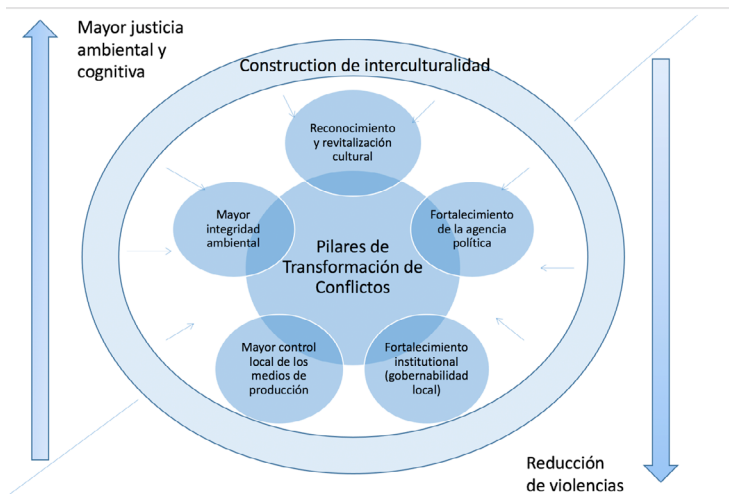 Mayor justicia
ambiental y
cognitiva
Construction de interculturalidad
Reconocimiento
y revitalización
cultural
Mayor
integridad
ambiental
Fortalecimiento
de la agencia
política
Pilares de
Transformación de
Conflictos
Mayor control
local de los
medios de
producción
Fortalecimiento
institucional
(gobernabilidad
local)
Reducción
de violencias